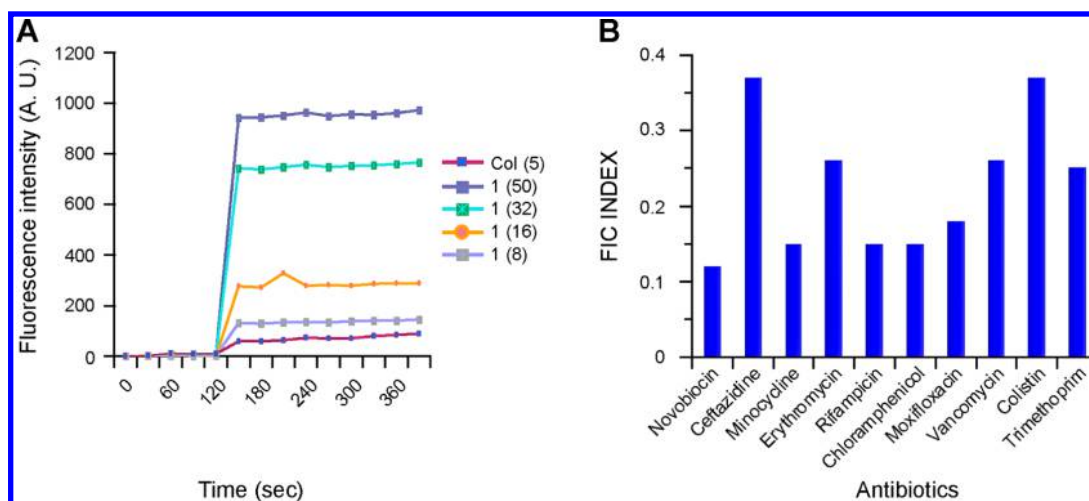 A
Fluorescence intensity (A. U.)
1200
1000
800
600
400
200
0
0
60
120
180
240
300
360
Time (sec)
Col (5)
1 (50)
1 (32)
1 (16)
1 (8)
B
FIC INDEX
0.4
0.3
0.2
0.1
0
Novobiocin
Ceftazidine
Minocycline
Erythromycin
Rifampicin
Chloramphenicol
Moxifloxacin
Vancomycin
Colistin
Trimethoprim
Antibiotics